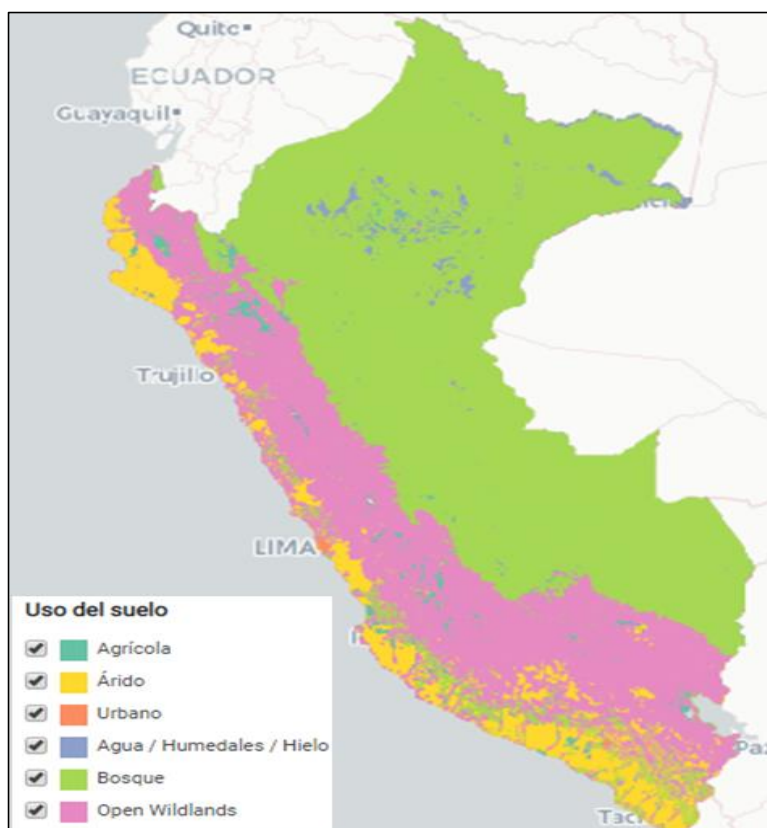 Quito
ECUADOR
Guayaquil
Trujillo
LIMA
Uso del suelo
Agrícola
Árido
Urbano
Agua / Humedales / Hielo
Bosque
Open Wildlands